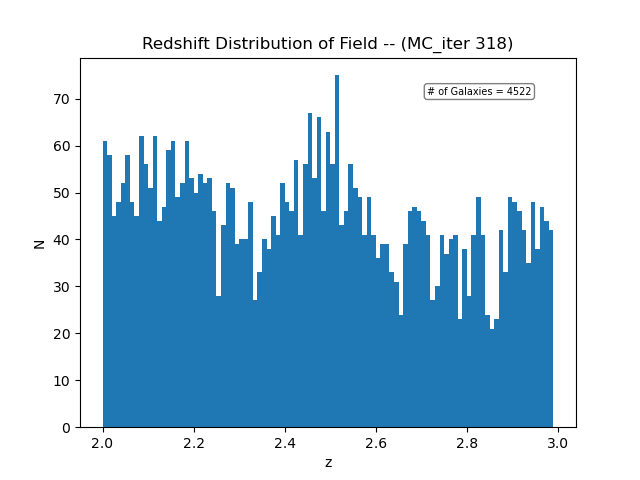 Redshift Distribution of Field -- (MC_iter 318)
# of Galaxies = 4522
70
60
50
40
30
20
10
0
N
2.0 2.2 2.4 2.6 2.8 3.0
z